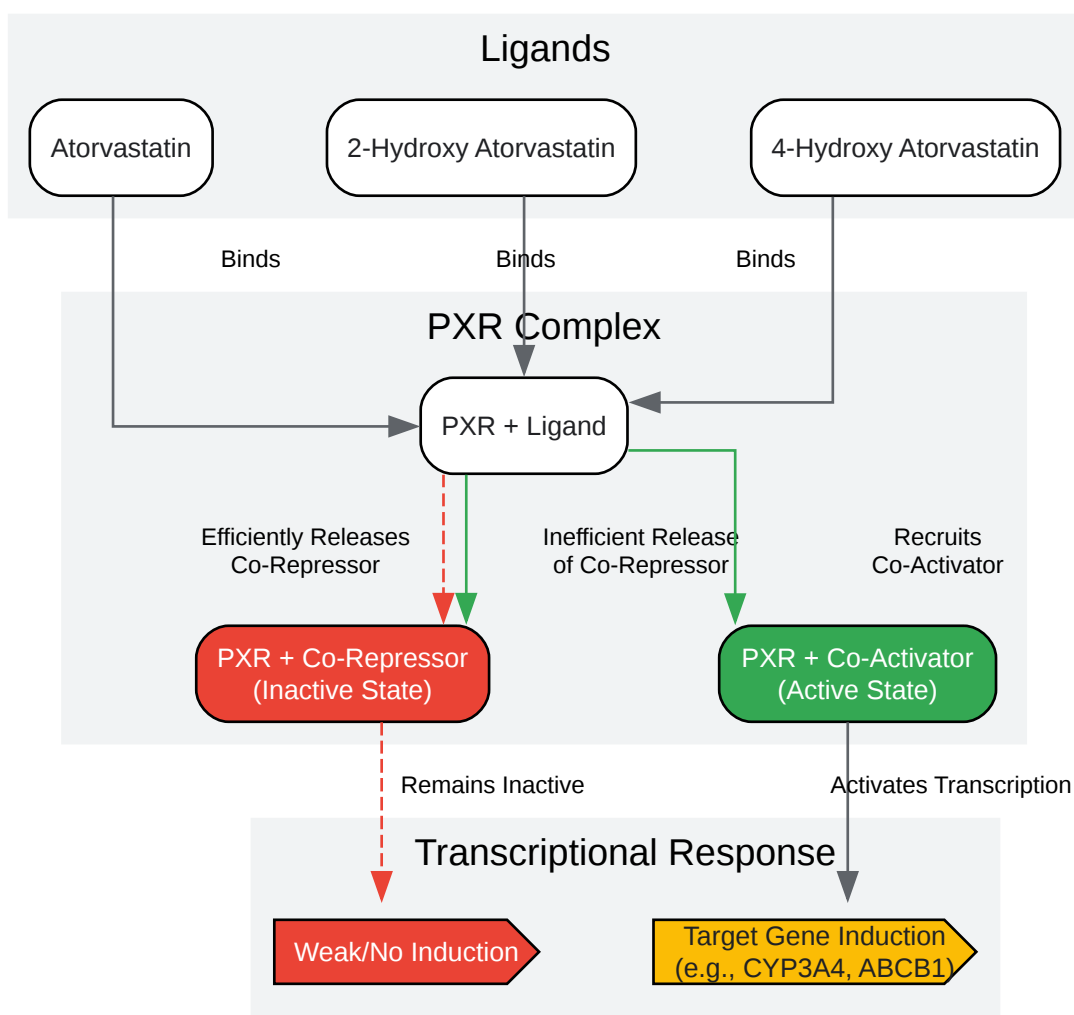 Ligands
Atorvastatin
2-Hydroxy Atorvastatin
4-Hydroxy Atorvastatin
Binds
Binds
Binds
PXR Complex
PXR + Ligand
Efficiently Releases
Co-Repressor
Inefficient Release
of Co-Repressor
Recruits
Co-Activator
PXR + Co-Repressor
(Inactive State)
PXR + Co-Activator
(Active State)
Remains Inactive
Activates Transcription
Transcriptional Response
Weak/No Induction
Target Gene Induction
(e.g., CYP3A4, ABCB1)